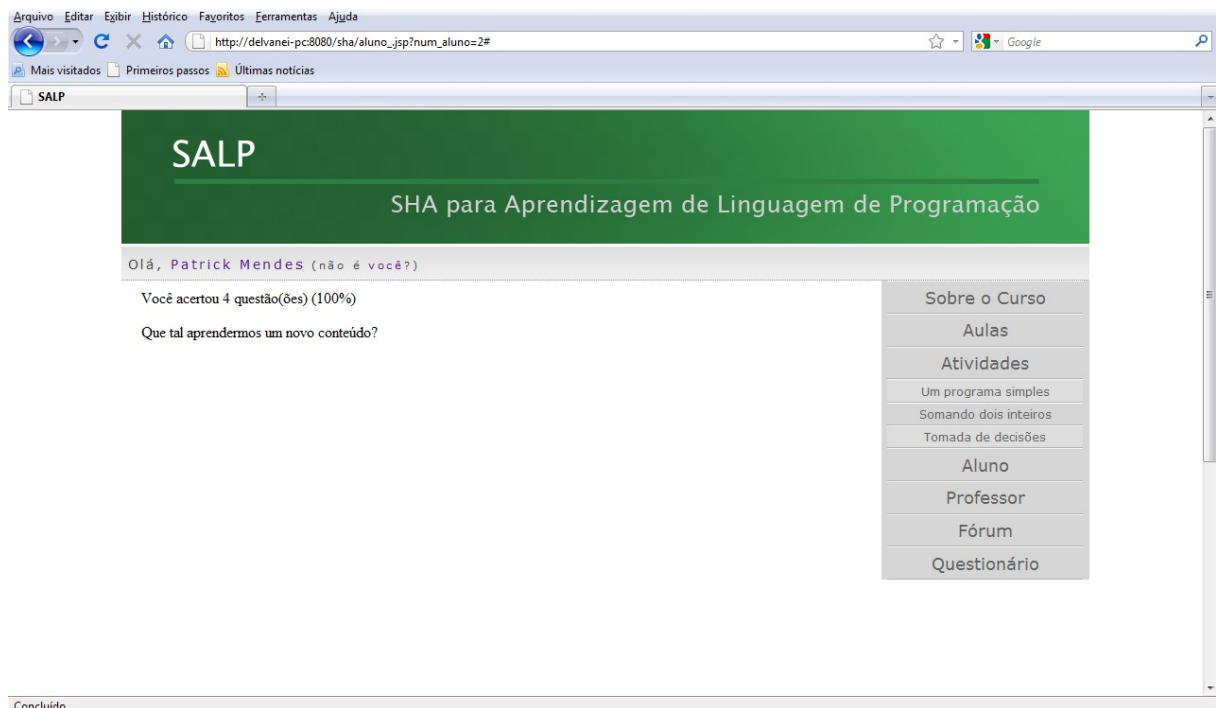 Arquivo Editar Exibir Histórico Favoritos Ferramentas Ajuda
http://delvanei-pc:8080/sha/aluno_.jsp?num_aluno=2#
Google
Mais visitados Primeiros passos Últimas notícias
SALP
SALP
SHA para Aprendizagem de Linguagem de Programação
Olá, Patrick Mendes (não é você?)
Você acertou 4 questão(ões) (100%)
Que tal aprendermos um novo conteúdo?
Sobre o Curso
Aulas
Atividades
Um programa simples
Somando dois inteiros
Tomada de decisões
Aluno
Professor
Fórum
Questionário
Concluído